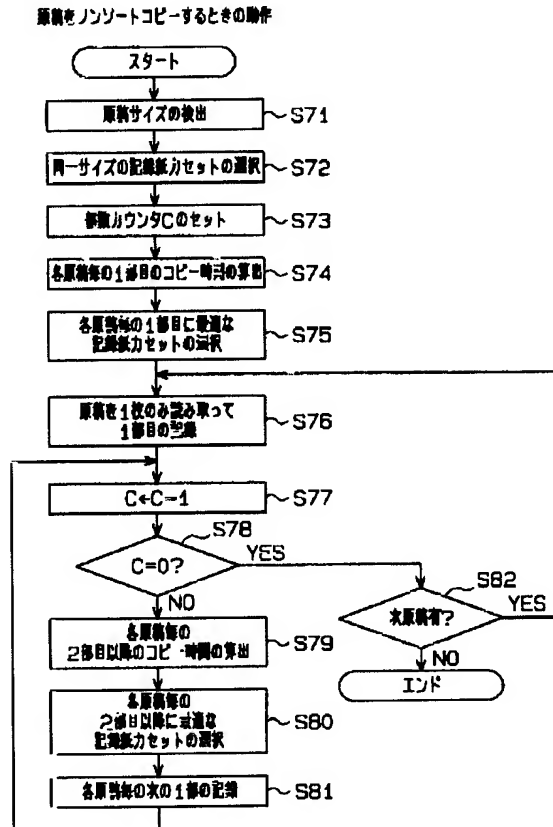 原稿をノンソートコピーするときの動作
スタート
原稿サイズの検出
S71
同一サイズの記録紙カセットの選択
S72
部数カウンタCのセット
S73
各原稿毎の1部目のコピー時間の算出
S74
各原稿毎の1部目に最適な
記録紙カセットの選択
S75
原稿を1枚のみ読み取って
1部目の記録
S76
C←C−1
S77
S78
C=0?
YES
NO
S82
次原稿有?
YES
NO
エンド
各原稿毎の
2部目以降のコピー時間の算出
S79
各原稿毎の
2部目以降に最適な
記録紙カセットの選択
S80
各原稿毎の次の1部の記録
S81